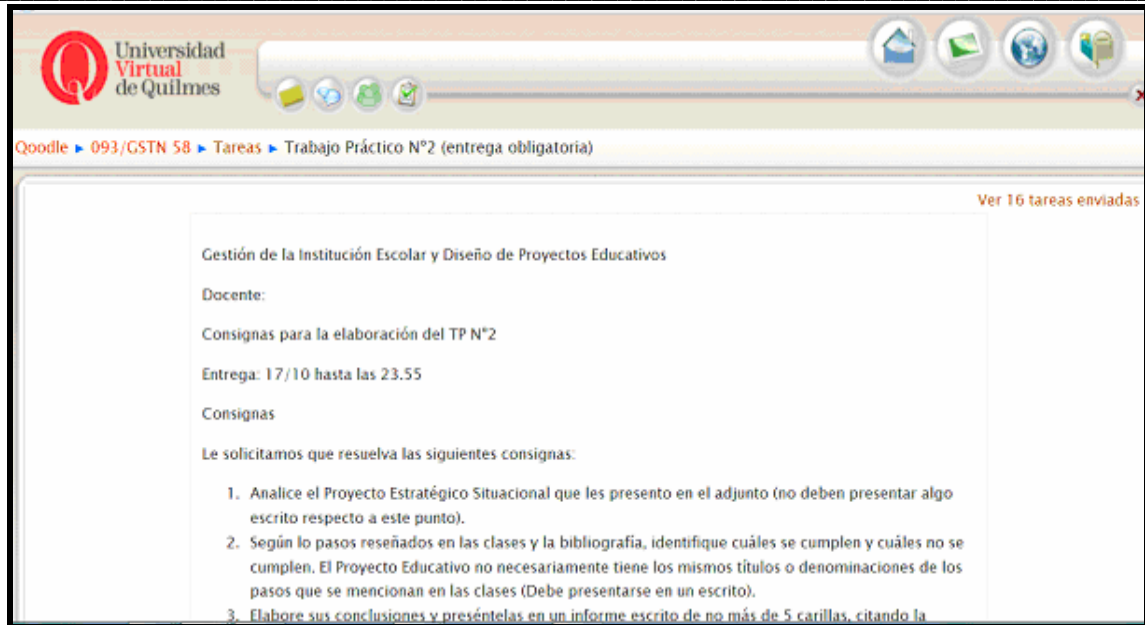 Universidad
Virtual
de Quilmes
Qoodle ► 093/GSTN 58 ► Tareas ► Trabajo Práctico N°2 (entrega obligatoria)
Ver 16 tareas enviadas
Gestión de la Institución Escolar y Diseño de Proyectos Educativos
Docente:
Consignas para la elaboración del TP N°2
Entrega: 17/10 hasta las 23.55
Consignas
Le solicitamos que resuelva las siguientes consignas:
1. Analice el Proyecto Estratégico Situacional que les presento en el adjunto (no deben presentar algo
escrito respecto a este punto).
2. Según lo pasos reseñados en las clases y la bibliografía, identifique cuáles se cumplen y cuáles no se
cumplen. El Proyecto Educativo no necesariamente tiene los mismos títulos o denominaciones de los
pasos que se mencionan en las clases (Debe presentarse en un escrito).
3. Elabore sus conclusiones y preséntelas en un informe escrito de no más de 5 carillas, citando la